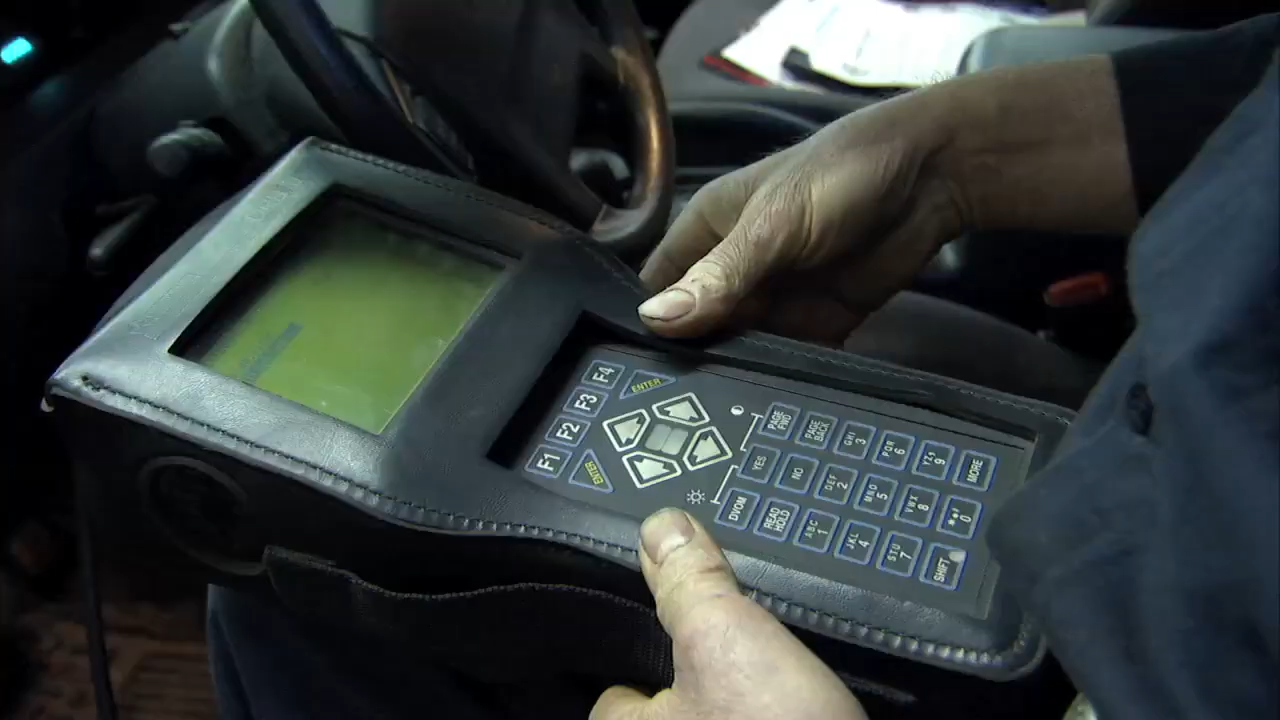 F4
F3
F2
F1
ENTER
ENTER
PAGE FWD
PAGE BACK
GHI 3
PQR 6
YZ, 9
MORE
YES
NO
DEF 2
MNO 5
VWX 8
0
DVOM
READ HOLD
ABC 1
JKL 4
STU 7
SHIFT